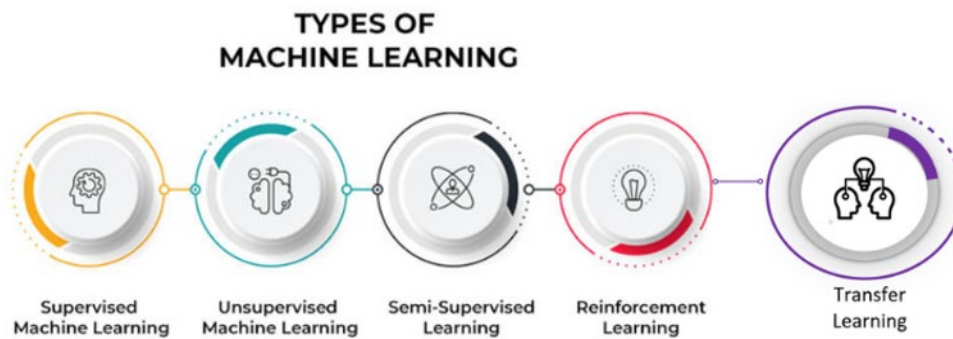 TYPES OF
MACHINE LEARNING
Supervised
Machine Learning
Unsupervised
Machine Learning
Semi-Supervised
Learning
Reinforcement
Learning
Transfer
Learning